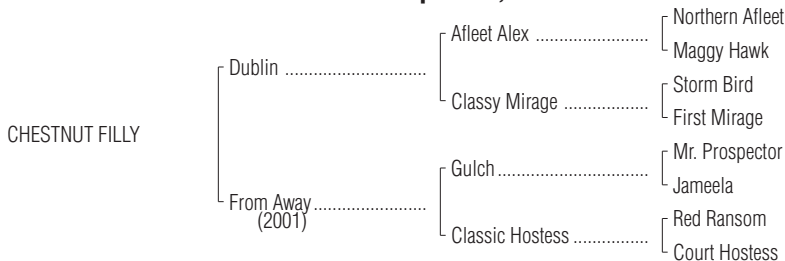 Northern Afleet
Afleet Alex ........................
Maggy Hawk
Dublin ..............................
Storm Bird
Classy Mirage ..................
First Mirage
CHESTNUT FILLY
Mr. Prospector
Gulch ................................
Jameela
From Away ........................
(2001)
Red Ransom
Classic Hostess ................
Court Hostess